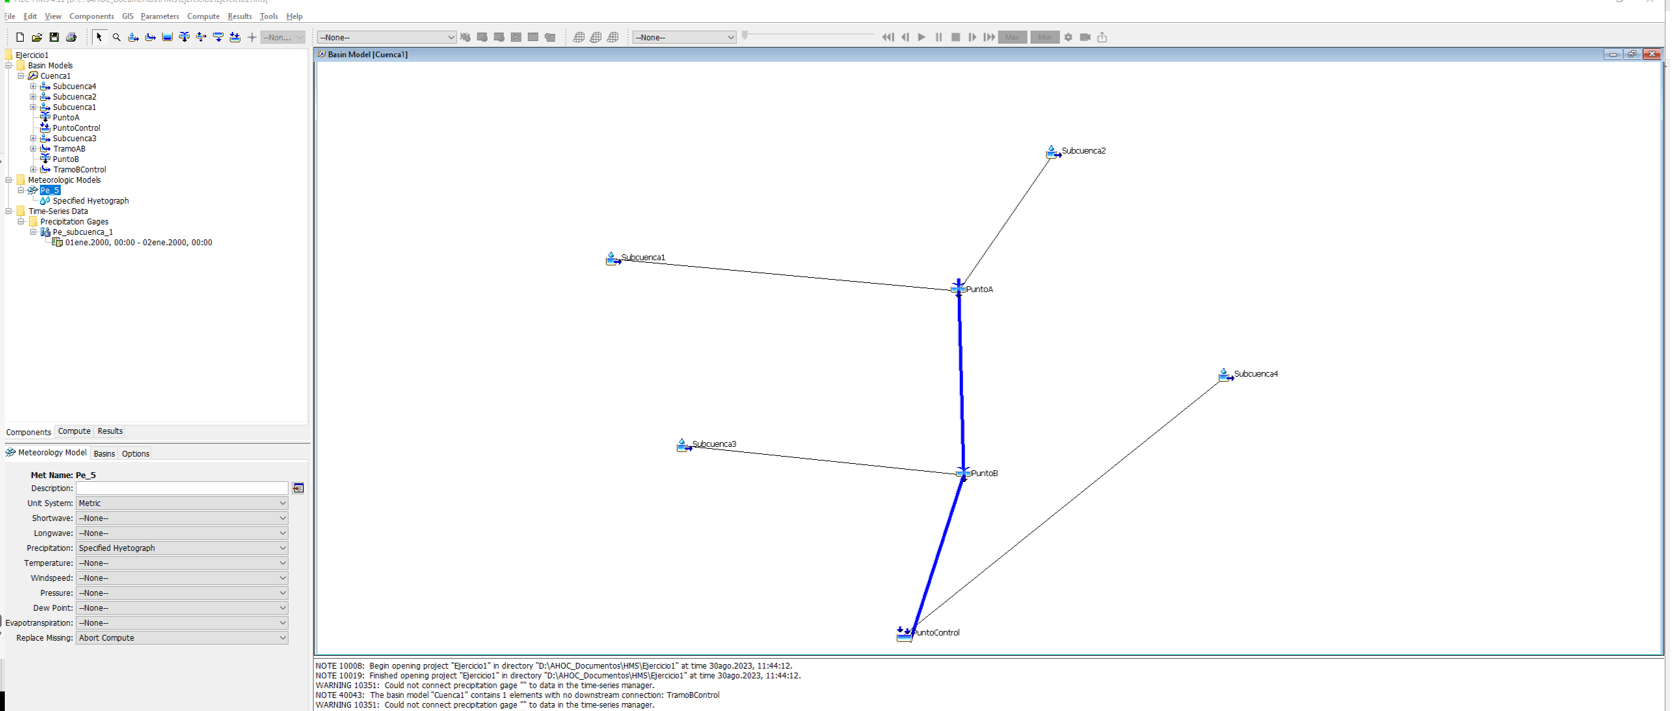 File Edit View Components GIS Parameters Compute Results Tools Help
--Non... --None-- --None-- Max Min
Ejercicio1
Basin Models
Cuenca1
Subcuenca4
Subcuenca2
Subcuenca1
PuntoA
PuntoControl
Subcuenca3
TramoAB
PuntoB
TramoBControl
Meteorologic Models
Pe_5
Specified Hyetograph
Time-Series Data
Precipitation Gages
Pe_subcuenca_1
01ene.2000, 00:00 - 02ene.2000, 00:00
Components Compute Results
Meteorology Model Basins Options
Met Name: Pe_5
Description:
Unit System: Metric
Shortwave: --None--
Longwave: --None--
Precipitation: Specified Hyetograph
Temperature: --None--
Windspeed: --None--
Pressure: --None--
Dew Point: --None--
Evapotranspiration: --None--
Replace Missing: Abort Compute
Basin Model [Cuenca1]
Subcuenca2
Subcuenca1
PuntoA
Subcuenca4
Subcuenca3
PuntoB
PuntoControl
NOTE 10008: Begin opening project "Ejercicio1" in directory "D:\AHOC_Documentos\HMS\Ejercicio1" at time 30ago.2023, 11:44:12.
NOTE 10019: Finished opening project "Ejercicio1" in directory "D:\AHOC_Documentos\HMS\Ejercicio1" at time 30ago.2023, 11:44:12.
WARNING 10351: Could not connect precipitation gage "" to data in the time-series manager.
NOTE 40043: The basin model "Cuenca1" contains 1 elements with no downstream connection: TramoBControl
WARNING 10351: Could not connect precipitation gage "" to data in the time-series manager.